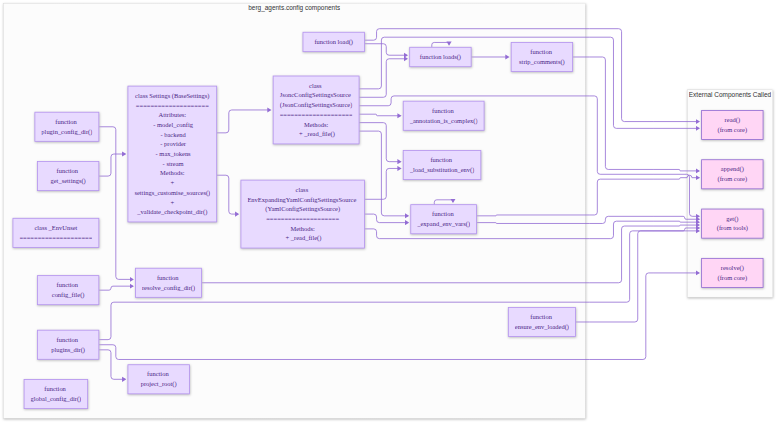 berg_agents.config components
function load()
function loads()
function
strip_comments()
class
JsoncConfigSettingsSource
(JsonConfigSettingsSource)
====================
Methods:
+ _read_file()
function
_annotation_is_complex()
function
_load_substitution_env()
class Settings (BaseSettings)
====================
Attributes:
- model_config
- backend
- provider
- max_tokens
- stream
Methods:
+
settings_customise_sources()
+
_validate_checkpoint_dir()
function
plugin_config_dir()
function
get_settings()
class _EnvUnset
====================
class
EnvExpandingYamlConfigSettingsSource
(YamlConfigSettingsSource)
====================
Methods:
+ _read_file()
function
_expand_env_vars()
function
config_file()
function
resolve_config_dir()
function
plugins_dir()
function
project_root()
function
global_config_dir()
function
ensure_env_loaded()
External Components Called
read()
(from core)
append()
(from core)
get()
(from tools)
resolve()
(from core)